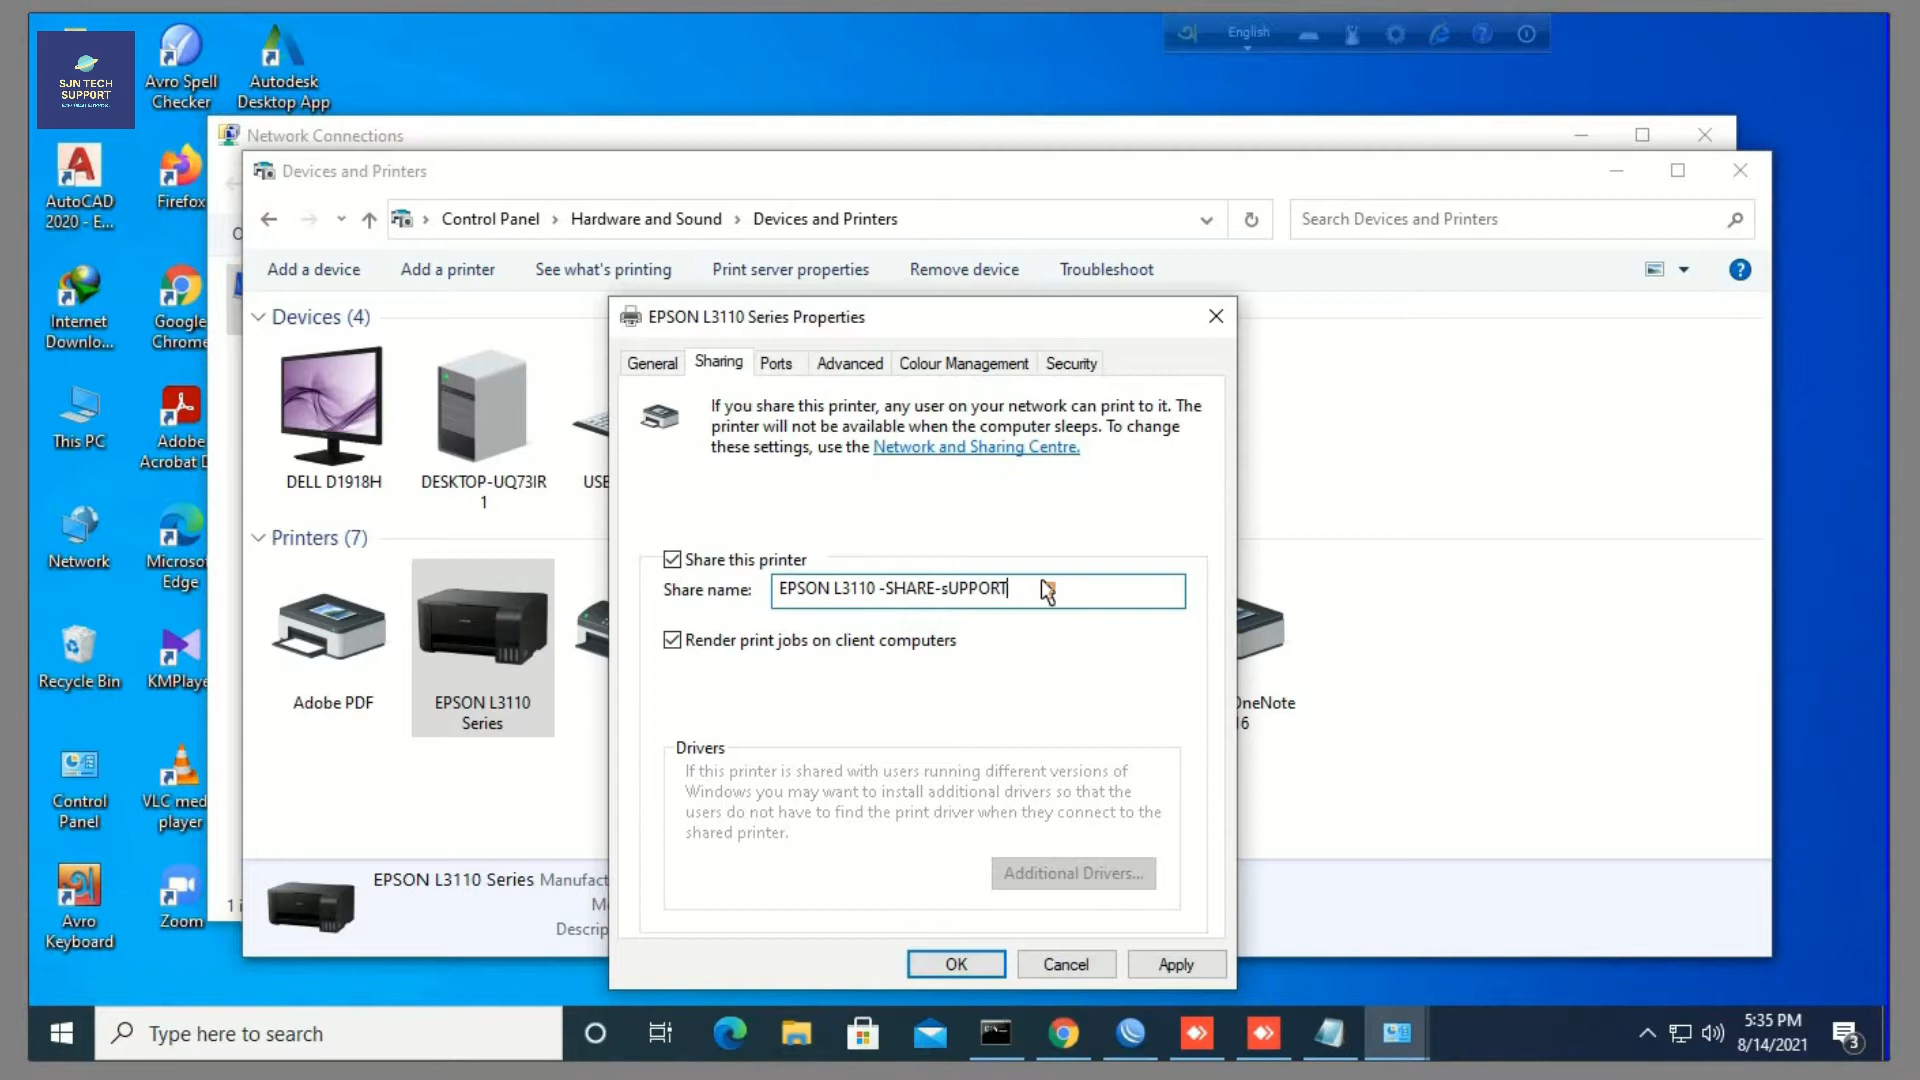 SJN TECH
SUPPORT
Avro Spell
Checker
Autodesk
Desktop App
English
AutoCAD
2020 - E...
Firefox
Internet
Downlo...
Google
Chrome
This PC
Adobe
Acrobat D
Network
Microsof
Edge
Recycle Bin
KMPlaye
Control
Panel
VLC med
player
Avro
Keyboard
Zoom
Network Connections
Devices and Printers
Control Panel > Hardware and Sound > Devices and Printers
Search Devices and Printers
Add a device
Add a printer
See what's printing
Print server properties
Remove device
Troubleshoot
Devices (4)
DELL D1918H
DESKTOP-UQ73IR
1
USE
Printers (7)
Adobe PDF
EPSON L3110
Series
OneNote
16
EPSON L3110 Series
Manufact
Mo
Descrip
1 i
EPSON L3110 Series Properties
General
Sharing
Ports
Advanced
Colour Management
Security
If you share this printer, any user on your network can print to it. The
printer will not be available when the computer sleeps. To change
these settings, use the Network and Sharing Centre.
Share this printer
Share name:
EPSON L3110 -SHARE-sUPPORT
Render print jobs on client computers
Drivers
If this printer is shared with users running different versions of
Windows you may want to install additional drivers so that the
users do not have to find the print driver when they connect to the
shared printer.
Additional Drivers...
OK
Cancel
Apply
Type here to search
5:35 PM
8/14/2021
3